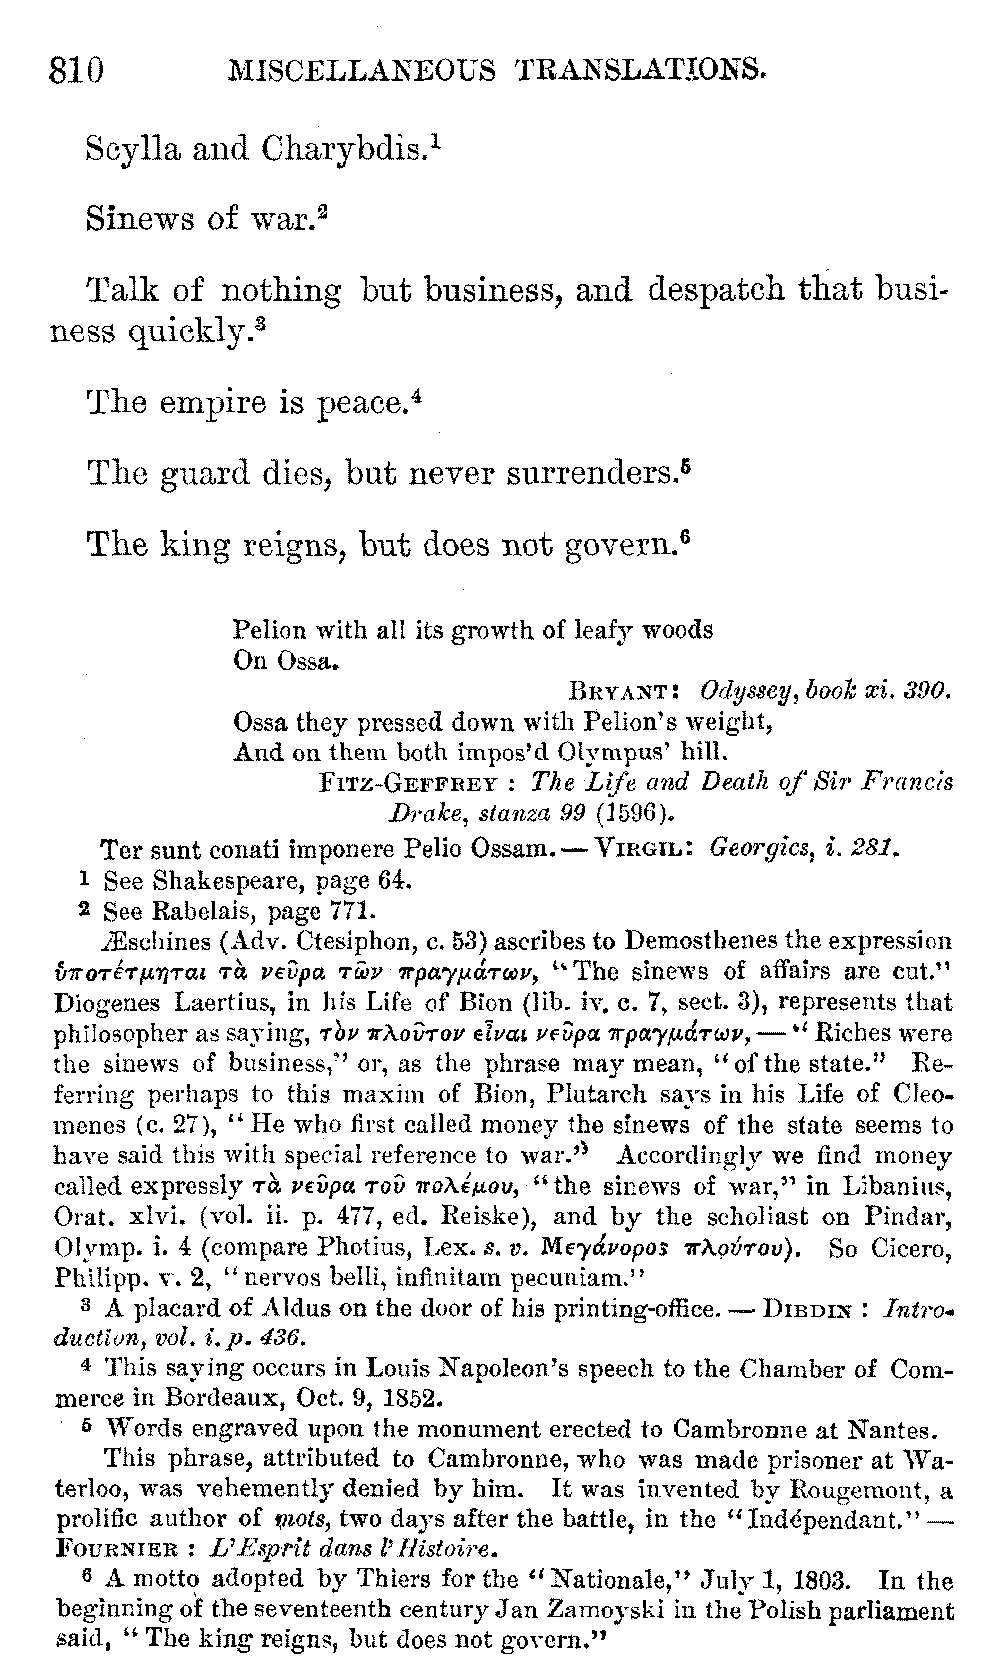 810 MISCELLANEOUS TRANSLATIONS.
Scylla and Charybdis.¹
Sinews of war.²
Talk of nothing but business, and despatch that busi-
ness quickly.³
The empire is peace.⁴
The guard dies, but never surrenders.⁵
The king reigns, but does not govern.⁶
Pelion with all its growth of leafy woods
On Ossa.
BRYANT: Odyssey, book xi. 390.
Ossa they pressed down with Pelion's weight,
And on them both impos'd Olympus' hill.
FITZ-GEFFREY : The Life and Death of Sir Francis
Drake, stanza 99 (1596).
Ter sunt conati imponere Pelio Ossam. — VIRGIL: Georgics, i. 281.
¹ See Shakespeare, page 64.
² See Rabelais, page 771.
Æschines (Adv. Ctesiphon, c. 53) ascribes to Demosthenes the expression
ὑποτέτμηται τὰ νεῦρα τῶν πραγμάτων, "The sinews of affairs are cut."
Diogenes Laertius, in his Life of Bion (lib. iv. c. 7, sect. 3), represents that
philosopher as saying, τὸν πλοῦτον εἶναι νεῦρα πραγμάτων, — "Riches were
the sinews of business," or, as the phrase may mean, "of the state." Re-
ferring perhaps to this maxim of Bion, Plutarch says in his Life of Cleo-
menes (c. 27), "He who first called money the sinews of the state seems to
have said this with special reference to war." Accordingly we find money
called expressly τὰ νεῦρα τοῦ πολέμου, "the sinews of war," in Libanius,
Orat. xlvi. (vol. ii. p. 477, ed. Reiske), and by the scholiast on Pindar,
Olymp. i. 4 (compare Photius, Lex. s. v. Μεγάνορος πλούτου). So Cicero,
Philipp. v. 2, "nervos belli, infinitam pecuniam."
³ A placard of Aldus on the door of his printing-office. — DIBDIN : Intro-
duction, vol. i. p. 436.
⁴ This saying occurs in Louis Napoleon's speech to the Chamber of Com-
merce in Bordeaux, Oct. 9, 1852.
⁵ Words engraved upon the monument erected to Cambronne at Nantes.
This phrase, attributed to Cambronne, who was made prisoner at Wa-
terloo, was vehemently denied by him. It was invented by Rougemont, a
prolific author of mots, two days after the battle, in the "Indépendant." —
FOURNIER : L'Esprit dans l'Histoire.
⁶ A motto adopted by Thiers for the "Nationale," July 1, 1803. In the
beginning of the seventeenth century Jan Zamoyski in the Polish parliament
said, "The king reigns, but does not govern."